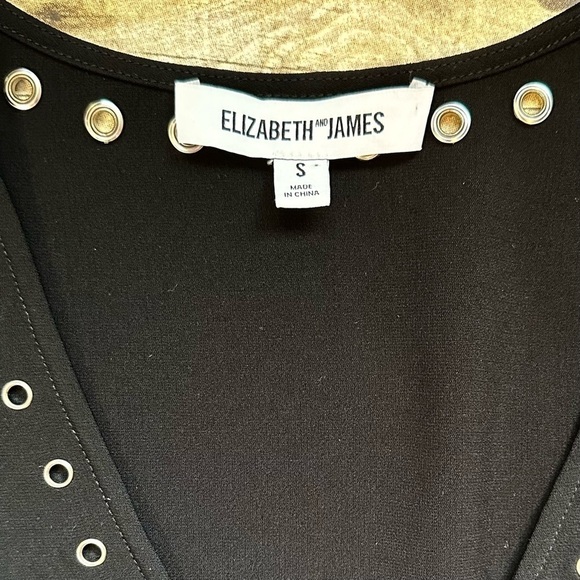 ELIZABETH AND JAMES
S
MADE
IN CHINA